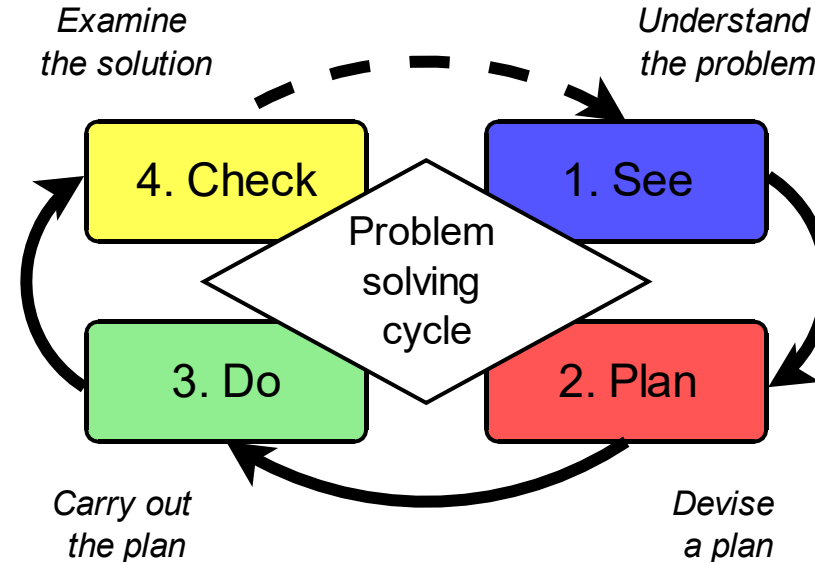 Examine
the solution
Understand
the problem
4. Check
1. See
Problem
solving
cycle
3. Do
2. Plan
Carry out
the plan
Devise
a plan